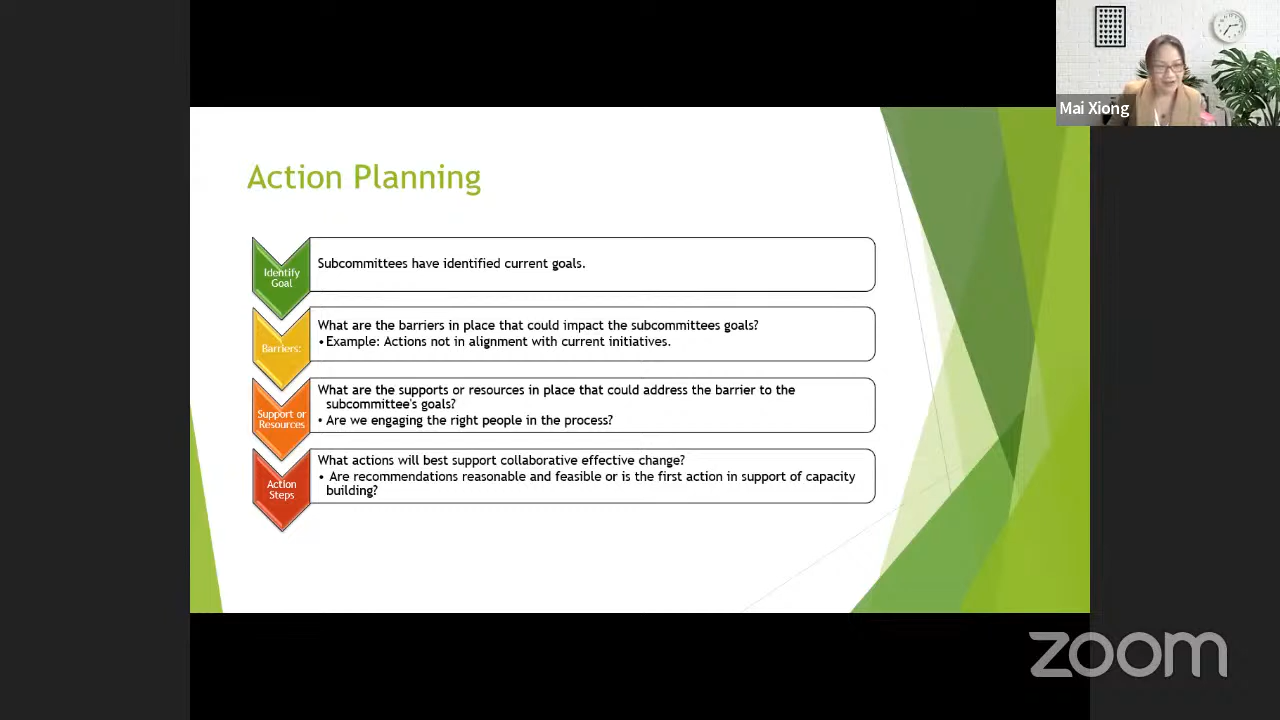 Mai Xiong
Action Planning
Identify
Goal
Subcommittees have identified current goals.
Barriers:
What are the barriers in place that could impact the subcommittees goals?
• Example: Actions not in alignment with current initiatives.
Support or
Resources
What are the supports or resources in place that could address the barrier to the
subcommittee's goals?
• Are we engaging the right people in the process?
Action
Steps
What actions will best support collaborative effective change?
• Are recommendations reasonable and feasible or is the first action in support of capacity
building?
zoom